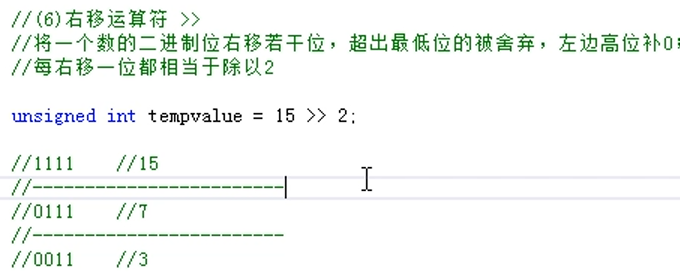 //(6)右移运算符 >>
//将一个数的二进制位右移若干位，超出最低位的被舍弃，左边高位补0
//每右移一位都相当于除以2
unsigned int tempvalue = 15 >> 2;
//1111    //15
//------------------------
//0111    //7
//------------------------
//0011    //3